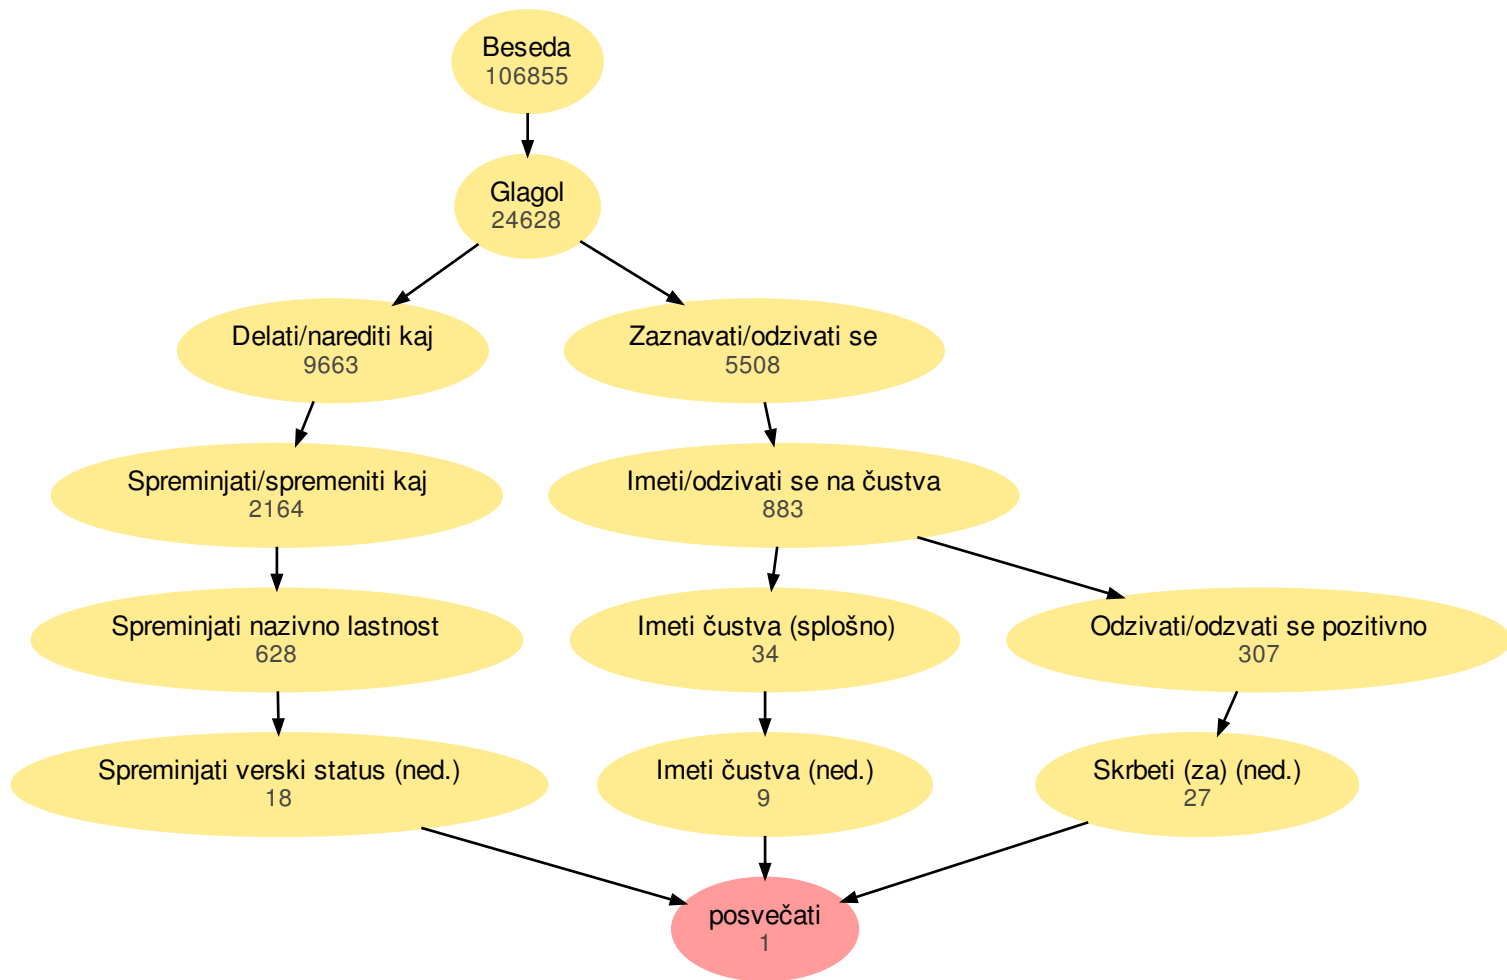 Beseda
106855
Glagol
24628
Delati/narediti kaj
9663
Zaznavati/odzivati se
5508
Spreminjati/spremeniti kaj
2164
Imeti/odzivati se na čustva
883
Spreminjati nazivno lastnost
628
Imeti čustva (splošno)
34
Odzivati/odzvati se pozitivno
307
Spreminjati verski status (ned.)
18
Imeti čustva (ned.)
9
Skrbeti (za) (ned.)
27
posvečati
1